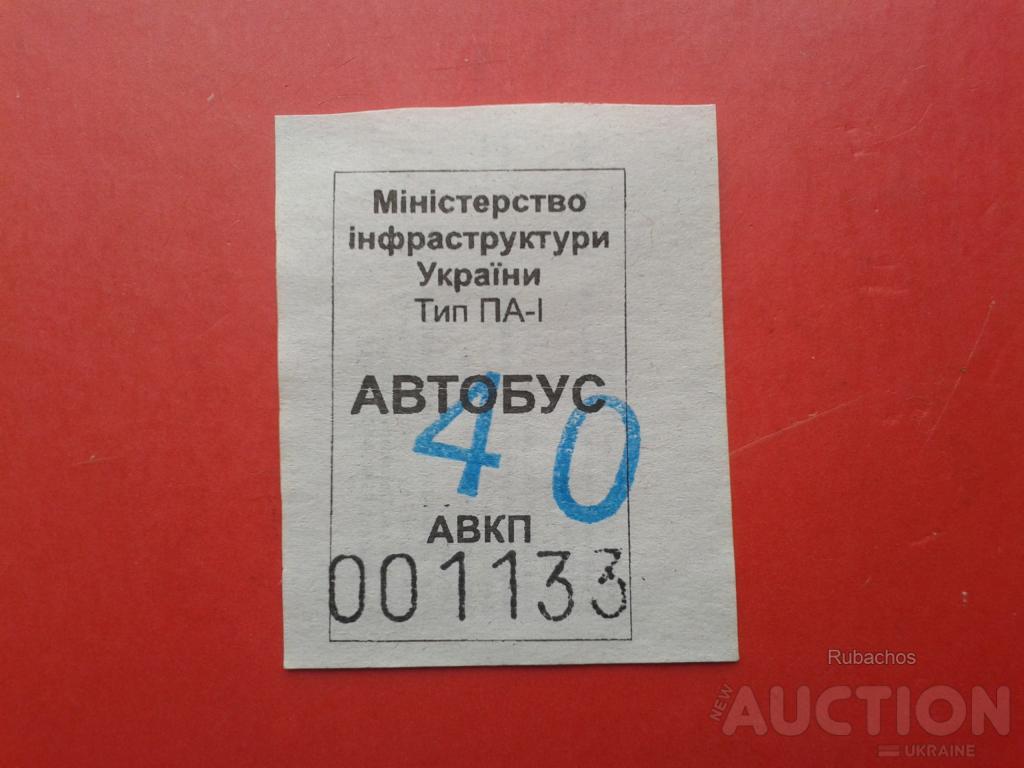 Міністерство
інфраструктури
України
Тип ПА-І
АВТОБУС
40
АВКП
001133
Rubachos
NEW AUCTION
UKRAINE